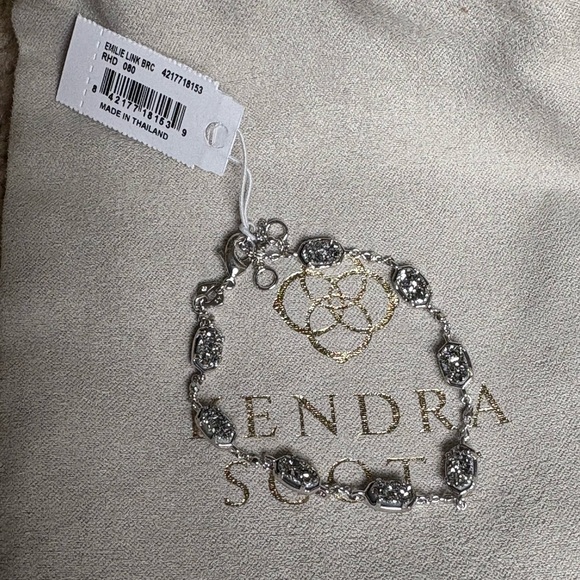 EMILIE LINK BRC 4217718153
RHD 080
8 42177 18153 9
MADE IN THAILAND
KENDRA
SCOTT